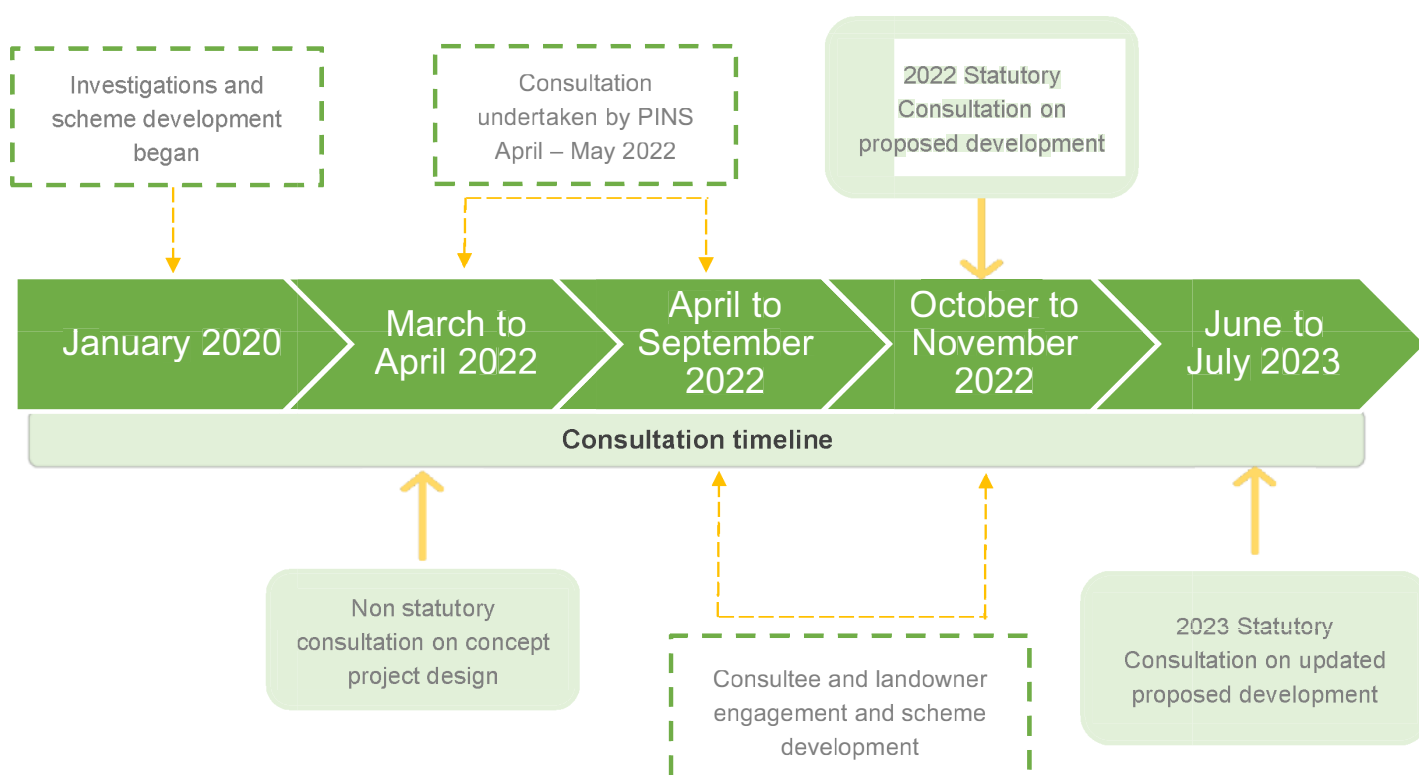 Investigations and
scheme development
began
Consultation
undertaken by PINS
April – May 2022
2022 Statutory
Consultation on
proposed development
January 2020
March to
April 2022
April to
September
2022
October to
November
2022
June to
July 2023
Consultation timeline
Non statutory
consultation on concept
project design
Consultee and landowner
engagement and scheme
development
2023 Statutory
Consultation on updated
proposed development